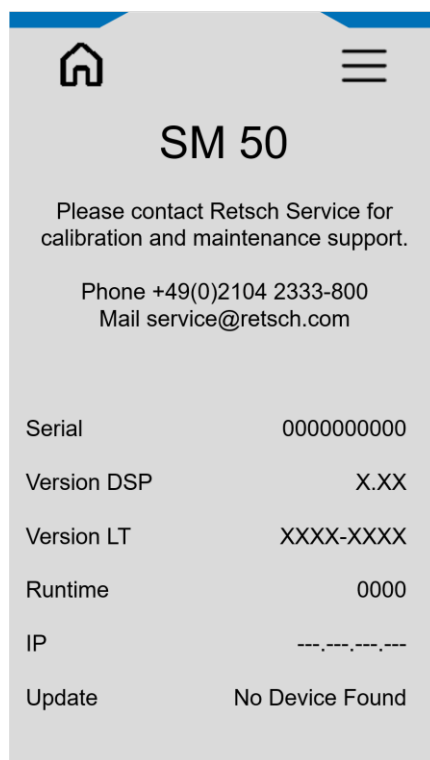 SM 50
Please contact Retsch Service for
calibration and maintenance support.
Phone +49(0)2104 2333-800
Mail service@retsch.com
Serial 0000000000
Version DSP X.XX
Version LT XXXX-XXXX
Runtime 0000
IP ---.---.---.---
Update No Device Found